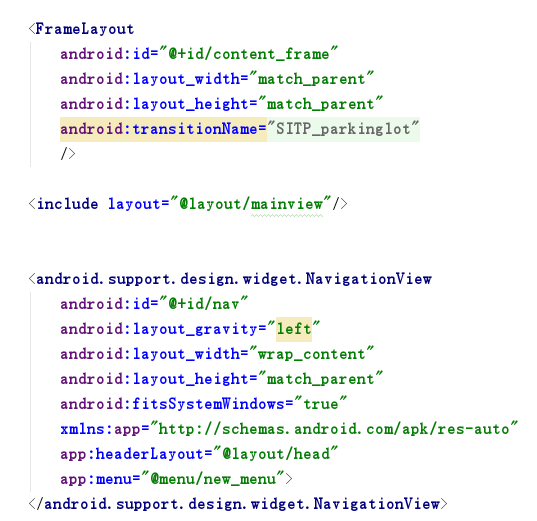 <FrameLayout
android:id="@+id/content_frame"
android:layout_width="match_parent"
android:layout_height="match_parent"
android:transitionName="SITP_parkinglot"
/>
<include layout="@layout/mainview"/>
<android.support.design.widget.NavigationView
android:id="@+id/nav"
android:layout_gravity="left"
android:layout_width="wrap_content"
android:layout_height="match_parent"
android:fitsSystemWindows="true"
xmlns:app="http://schemas.android.com/apk/res-auto"
app:headerLayout="@layout/head"
app:menu="@menu/new_menu">
</android.support.design.widget.NavigationView>